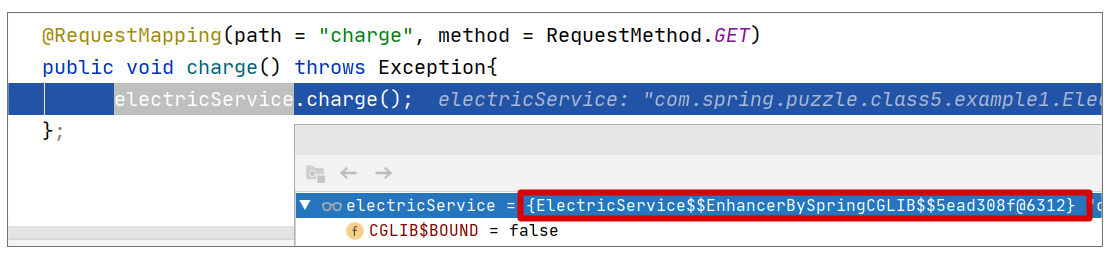 @RequestMapping(path = "charge", method = RequestMethod.GET)
public void charge() throws Exception{
electricService.charge(); electricService: "com.spring.puzzle.class5.example1.Elec
};
electricService = {ElectricService$$EnhancerBySpringCGLIB$$5ead308f@6312}
f CGLIB$BOUND = false